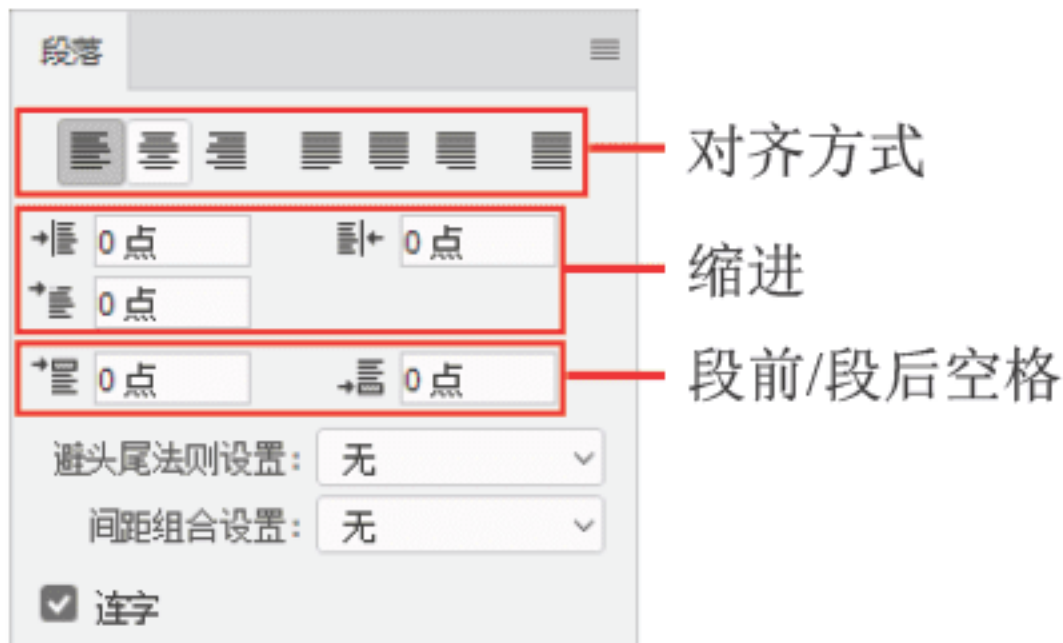 段落
对齐方式
0 点 0 点
缩进
0 点
0 点 0 点
段前/段后空格
避头尾法则设置： 无
间距组合设置： 无
连字